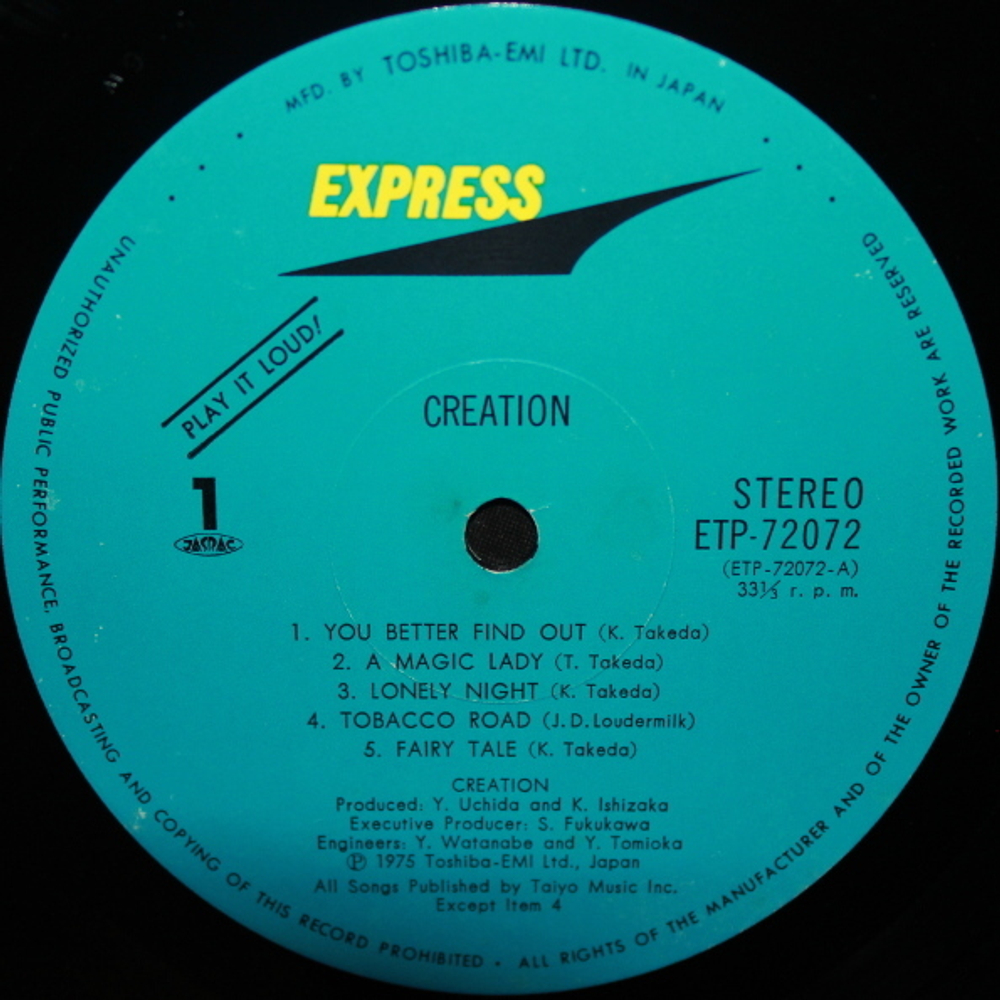 MFD. BY TOSHIBA-EMI LTD. IN JAPAN
EXPRESS
PLAY IT LOUD!
CREATION
1
JASRAC
STEREO
ETP-72072
(ETP-72072-A)
33⅓ r. p. m.
1. YOU BETTER FIND OUT (K. Takeda)
2. A MAGIC LADY (T. Takeda)
3. LONELY NIGHT (K. Takeda)
4. TOBACCO ROAD (J.D.Loudermilk)
5. FAIRY TALE (K. Takeda)
CREATION
Produced: Y. Uchida and K. Ishizaka
Executive Producer: S. Fukukawa
Engineers: Y. Watanabe and Y. Tomioka
Ⓟ 1975 Toshiba-EMI Ltd., Japan
All Songs Published by Taiyo Music Inc.
Except Item 4
UNAUTHORIZED PUBLIC PERFORMANCE, BROADCASTING AND COPYING OF THIS RECORD PROHIBITED • ALL RIGHTS OF THE MANUFACTURER AND OF THE OWNER OF THE RECORDED WORK ARE RESERVED